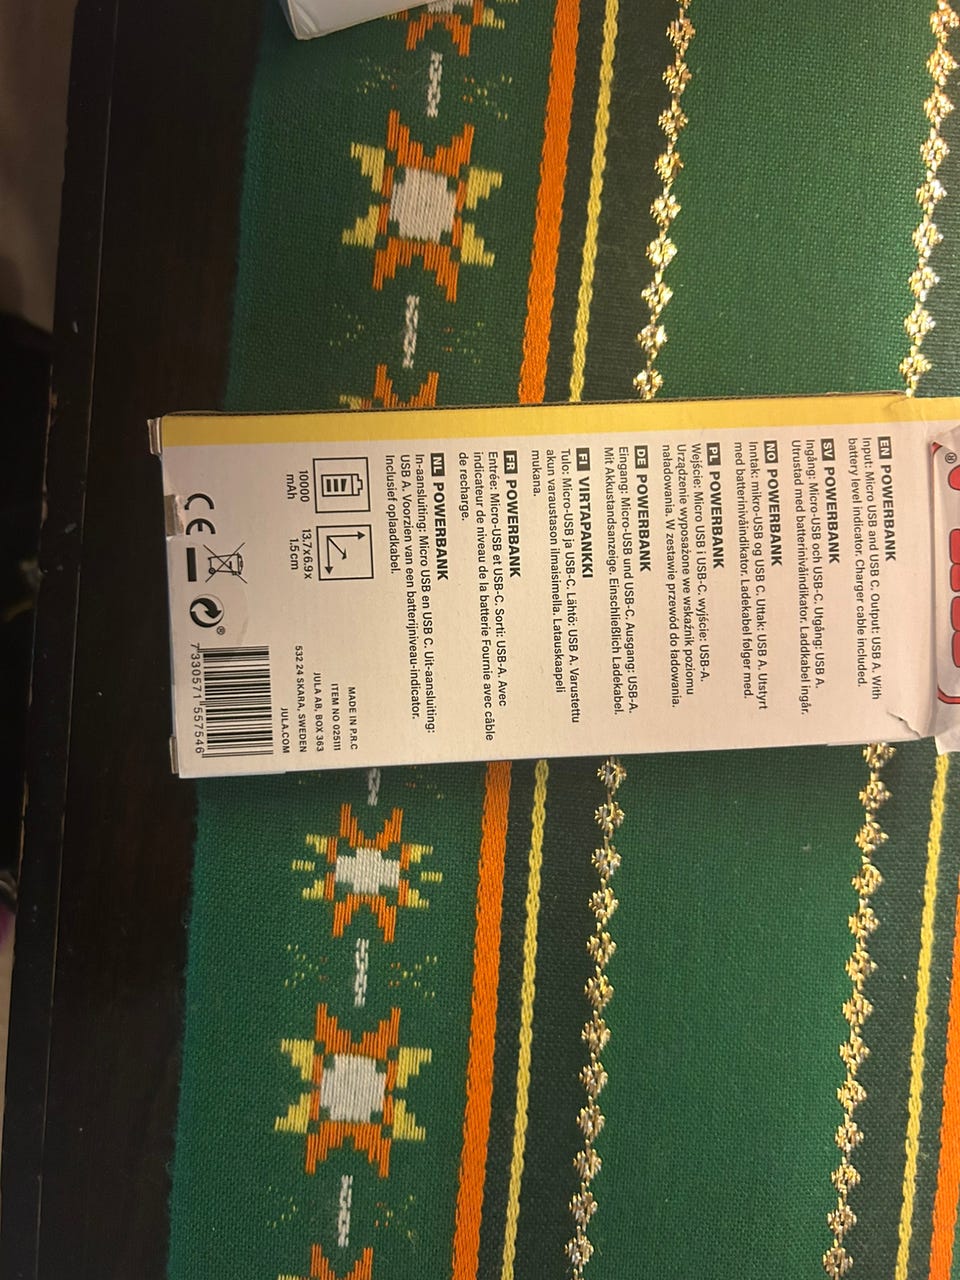 EN POWERBANK
Input: Micro USB and USB C. Output: USB A. With
battery level indicator. Charger cable included.
SV POWERBANK
Ingång: Micro-USB och USB-C. Utgång: USB A.
Utrustad med batterinivåindikator. Laddkabel ingår.
NO POWERBANK
Inntak: mikro-USB og USB C. Uttak: USB A. Utstyrt
med batterinivåindikator. Ladekabel følger med.
PL POWERBANK
Wejście: Micro USB i USB-C. wyjście: USB-A.
Urządzenie wyposażone we wskaźnik poziomu
naładowania. W zestawie przewód do ładowania.
DE POWERBANK
Eingang: Micro-USB und USB-C. Ausgang: USB-A.
Mit Akkustandsanzeige. Einschließlich Ladekabel.
FI VIRTAPANKKI
Tulo: Micro-USB ja USB-C. Lähtö: USB A. Varustettu
akun varaustason ilmaisimella. Latauskaapeli
mukana.
FR POWERBANK
Entrée: Micro-USB et USB-C. Sorti: USB-A. Avec
indicateur de niveau de la batterie Fournie avec câble
de recharge.
NL POWERBANK
In-aansluiting: Micro USB en USB C. Uit-aansluiting:
USB A. Voorzien van een batterijniveau-indicator.
Inclusief oplaadkabel.
10000
mAh
13.7x6.9x
1.5 cm
CE
MADE IN P.R.C
ITEM NO 025111
JULA AB, BOX 363
532 24 SKARA, SWEDEN
JULA.COM
7 330571 557546